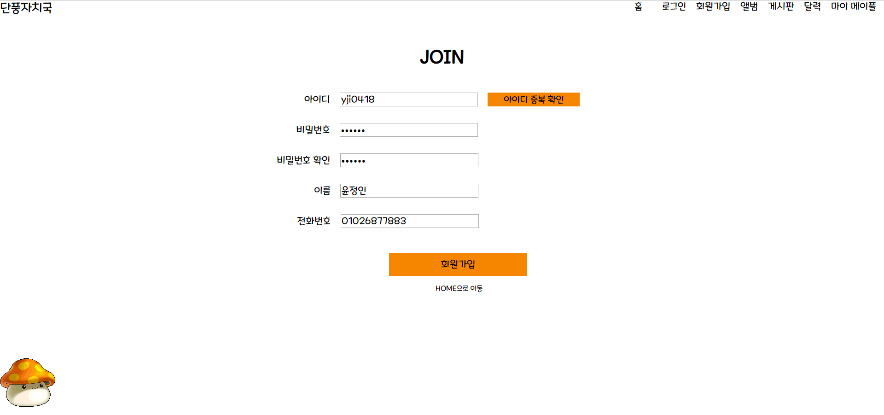 단풍자치국 홈 로그인 회원가입 앨범 게시판 달력 마이 메이플
JOIN
아이디 yji0418 아이디 중복 확인
비밀번호 ••••••
비밀번호 확인 ••••••
이름 윤정인
전화번호 01026877883
회원가입
HOME으로 이동